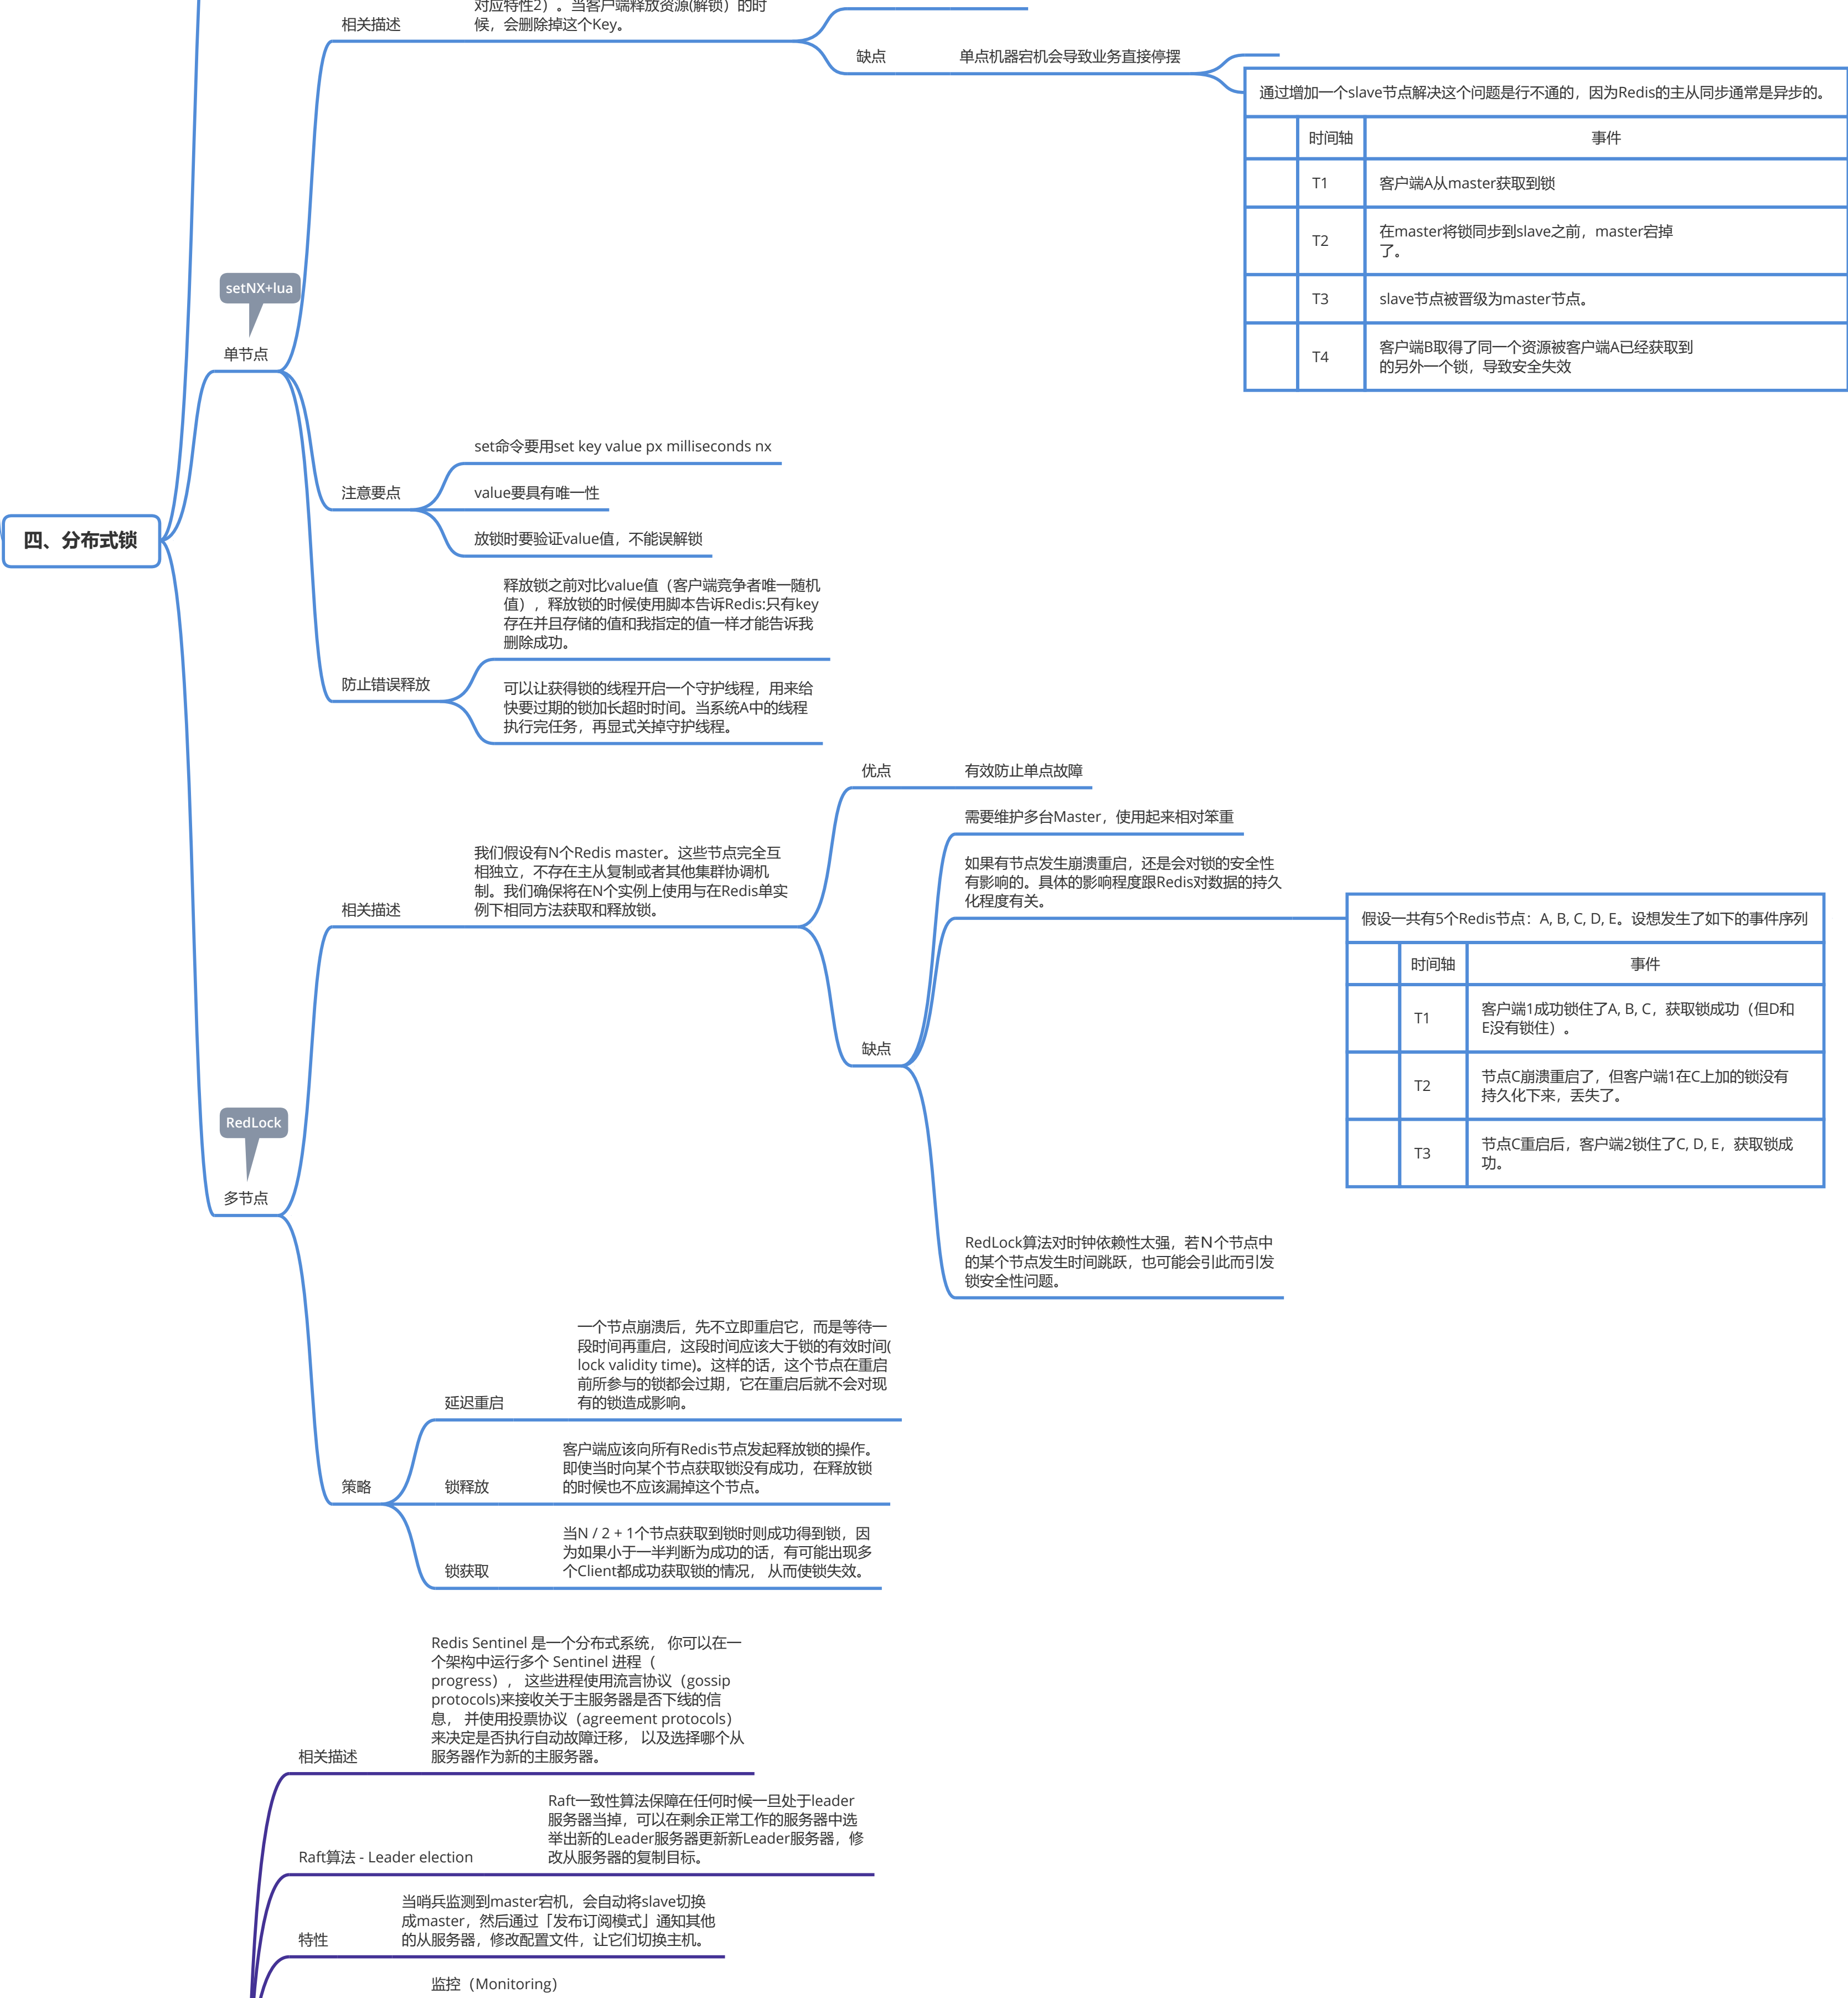 对应特性2）。当客户端释放资源(解锁）的时
候，会删除掉这个Key。
相关描述
缺点
单点机器宕机会导致业务直接停摆
通过增加一个slave节点解决这个问题是行不通的，因为Redis的主从同步通常是异步的。
时间轴
事件
T1
客户端A从master获取到锁
T2
在master将锁同步到slave之前，master宕掉
了。
T3
slave节点被晋级为master节点。
T4
客户端B取得了同一个资源被客户端A已经获取到
的另外一个锁，导致安全失效
setNX+lua
单节点
set命令要用set key value px milliseconds nx
注意要点
value要具有唯一性
放锁时要验证value值，不能误解锁
四、分布式锁
释放锁之前对比value值（客户端竞争者唯一随机
值），释放锁的时候使用脚本告诉Redis:只有key
存在并且存储的值和我指定的值一样才能告诉我
删除成功。
防止错误释放
可以让获得锁的线程开启一个守护线程，用来给
快要过期的锁加长超时时间。当系统A中的线程
执行完任务，再显式关掉守护线程。
优点
有效防止单点故障
需要维护多台Master，使用起来相对笨重
我们假设有N个Redis master。这些节点完全互
相独立，不存在主从复制或者其他集群协调机
制。我们确保将在N个实例上使用与在Redis单实
例下相同方法获取和释放锁。
相关描述
如果有节点发生崩溃重启，还是会对锁的安全性
有影响的。具体的影响程度跟Redis对数据的持久
化程度有关。
假设一共有5个Redis节点：A, B, C, D, E。设想发生了如下的事件序列
时间轴
事件
T1
客户端1成功锁住了A, B, C，获取锁成功（但D和
E没有锁住）。
T2
节点C崩溃重启了，但客户端1在C上加的锁没有
持久化下来，丢失了。
T3
节点C重启后，客户端2锁住了C, D, E，获取锁成
功。
缺点
RedLock
多节点
RedLock算法对时钟依赖性太强，若N个节点中
的某个节点发生时间跳跃，也可能会引此而引发
锁安全性问题。
一个节点崩溃后，先不立即重启它，而是等待一
段时间再重启，这段时间应该大于锁的有效时间(
lock validity time)。这样的话，这个节点在重启
前所参与的锁都会过期，它在重启后就不会对现
有的锁造成影响。
延迟重启
客户端应该向所有Redis节点发起释放锁的操作。
即使当时向某个节点获取锁没有成功，在释放锁
的时候也不应该漏掉这个节点。
策略
锁释放
当N / 2 + 1个节点获取到锁时则成功得到锁，因
为如果小于一半判断为成功的话，有可能出现多
个Client都成功获取锁的情况， 从而使锁失效。
锁获取
Redis Sentinel 是一个分布式系统， 你可以在一
个架构中运行多个 Sentinel 进程（
progress）， 这些进程使用流言协议（gossip
protocols)来接收关于主服务器是否下线的信
息， 并使用投票协议（agreement protocols）
来决定是否执行自动故障迁移， 以及选择哪个从
服务器作为新的主服务器。
相关描述
Raft一致性算法保障在任何时候一旦处于leader
服务器当掉，可以在剩余正常工作的服务器中选
举出新的Leader服务器更新新Leader服务器，修
改从服务器的复制目标。
Raft算法 - Leader election
当哨兵监测到master宕机，会自动将slave切换
成master，然后通过「发布订阅模式」通知其他
的从服务器，修改配置文件，让它们切换主机。
特性
监控（Monitoring）